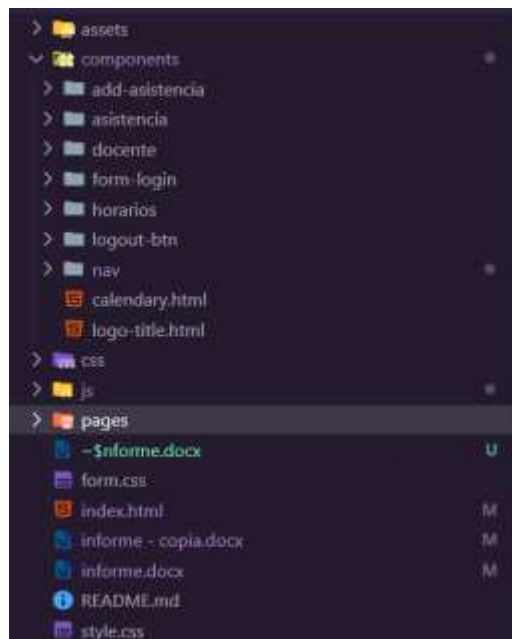 assets
components
add-asistencia
asistencia
docente
form-login
horarios
logout-btn
nav
calendary.html
logo-title.html
css
js
pages
~$nforme.docx U
form.css
index.html M
informe - copia.docx M
informe.docx M
README.md
style.css